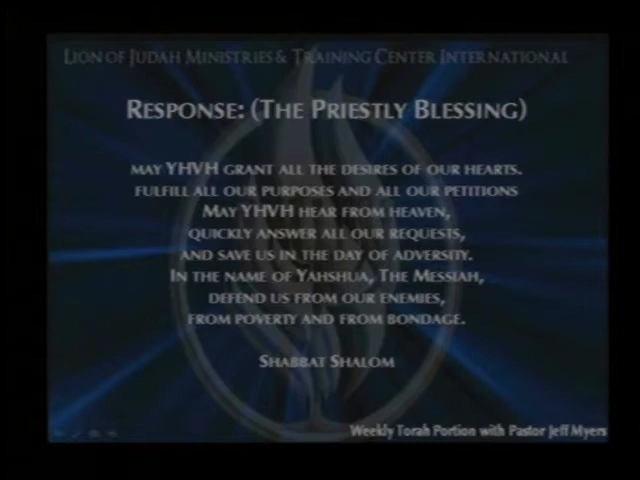 Lion of Judah Ministries & Training Center International
Response: (The Priestly Blessing)
may YHVH grant all the desires of our hearts.
fulfill all our purposes and all our petitions
May YHVH hear from heaven,
quickly answer all our requests,
and save us in the day of adversity.
In the name of Yahshua, The Messiah,
defend us from our enemies,
from poverty and from bondage.
Shabbat Shalom
Weekly Torah Portion with Pastor Jeff Myers